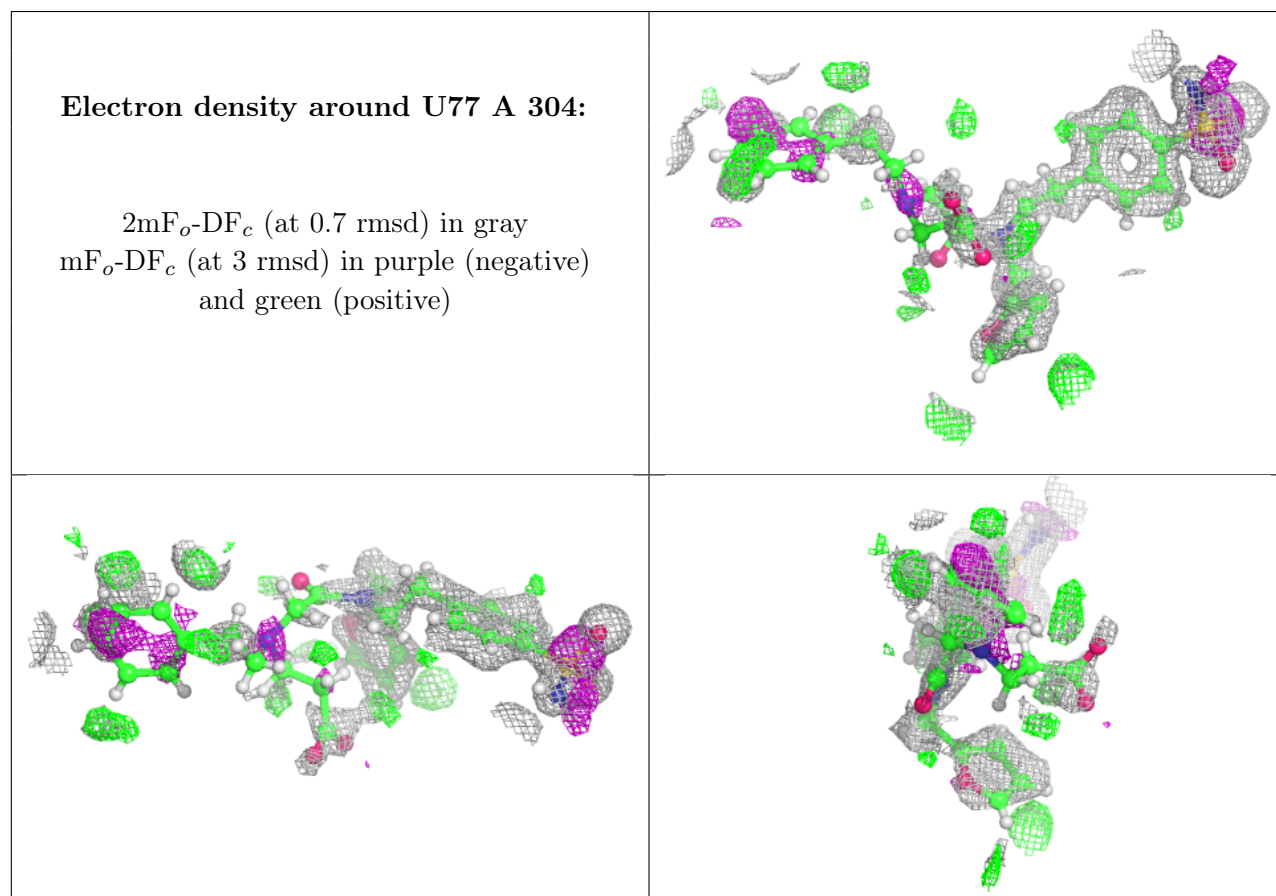 Electron density around U77 A 304:
2mFo-DFc (at 0.7 rmsd) in gray
mFo-DFc (at 3 rmsd) in purple (negative)
and green (positive)